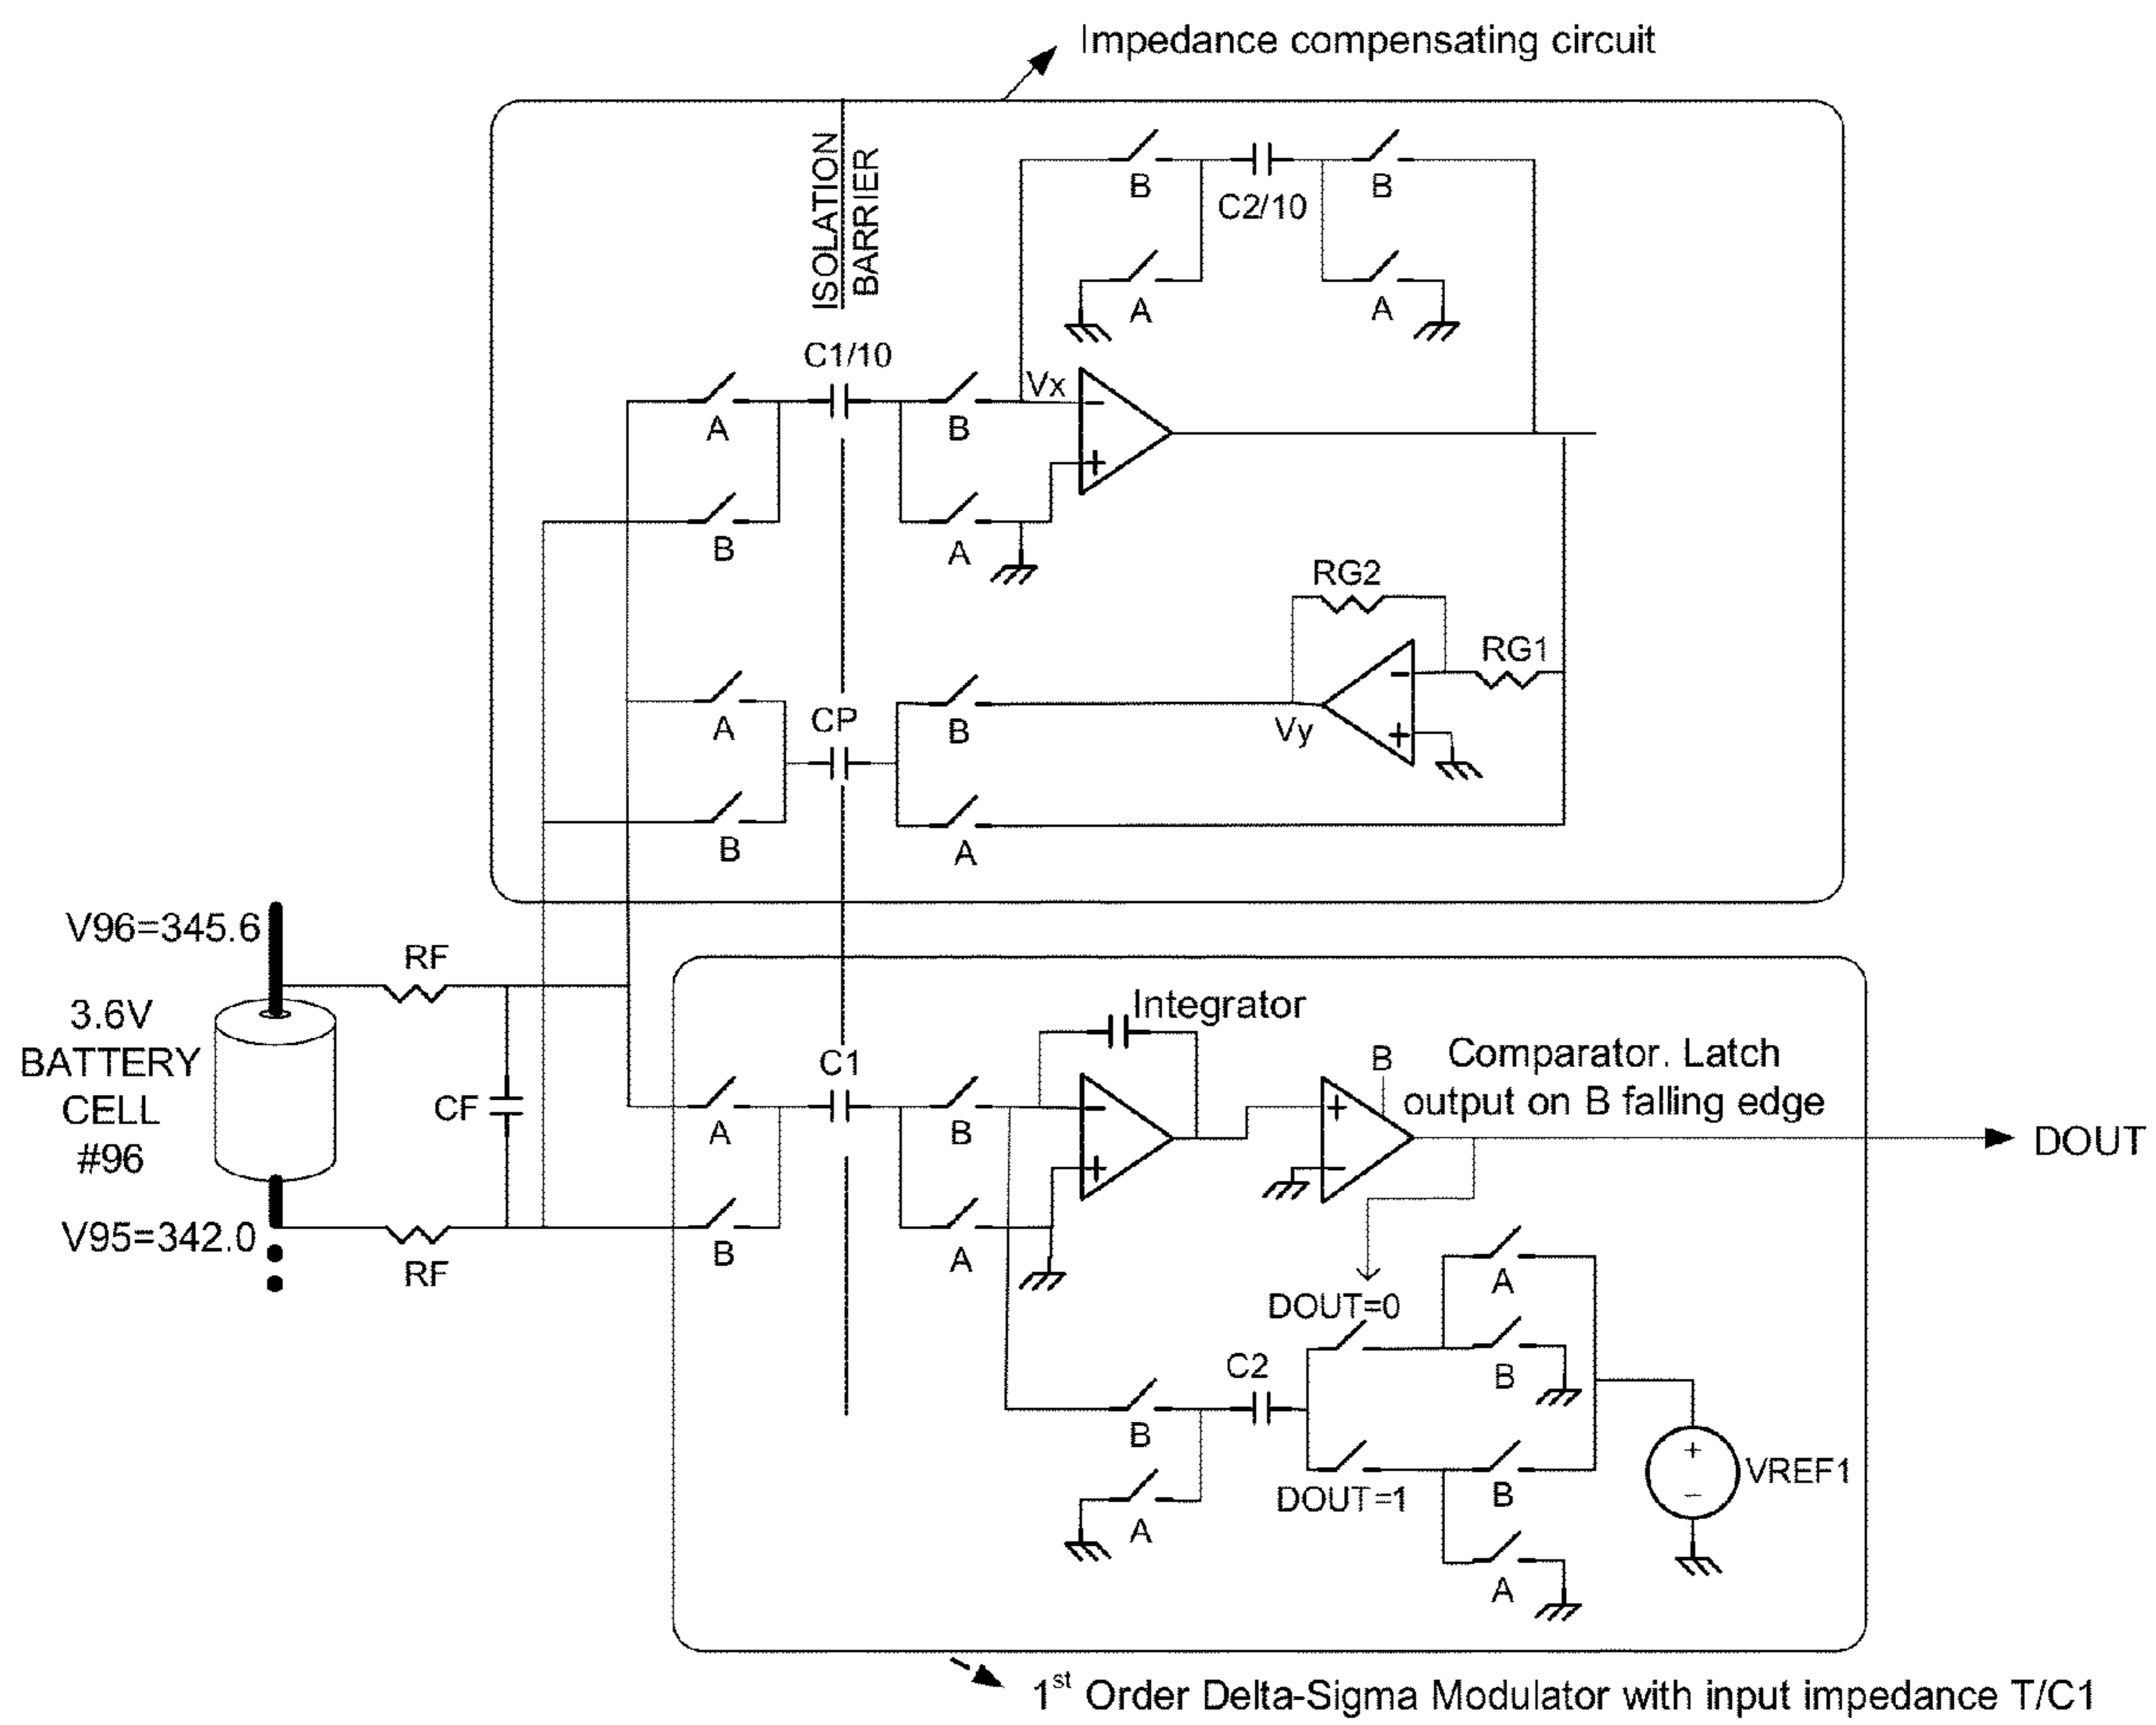 Impedance compensating circuit
ISOLATION
BARRIER
B
B
C2/10
A
A
C1/10
A
B
Vx
−
+
B
A
RG2
RG1
A
CP
B
Vy
−
+
B
A
V96=345.6
RF
3.6V
BATTERY
CELL
#96
CF
V95=342.0
RF
Integrator
C1
A
B
−
+
B
A
B
Comparator. Latch
output on B falling edge
+
−
DOUT
DOUT=0
A
B
C2
B
A
DOUT=1
B
A
+
−
VREF1
1st Order Delta-Sigma Modulator with input impedance T/C1